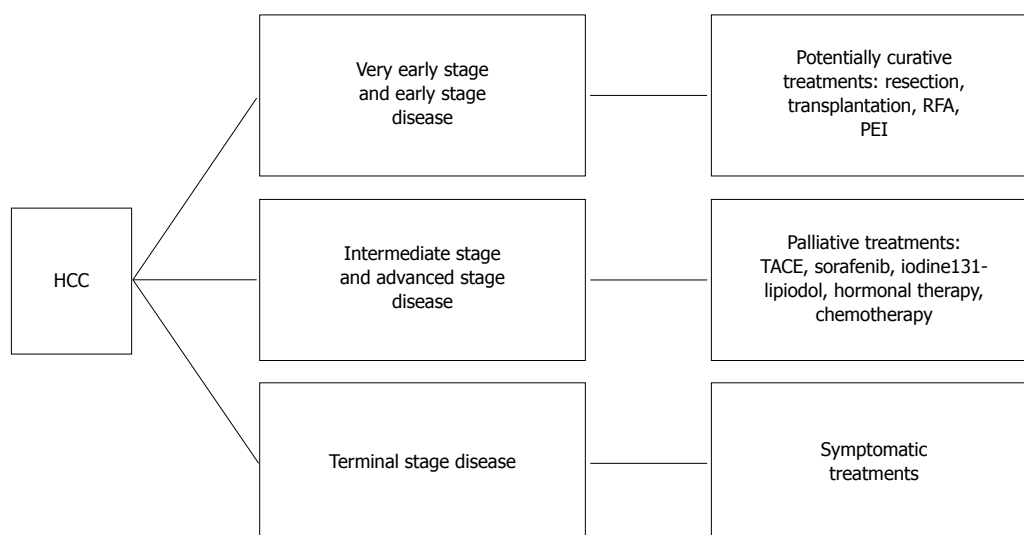 HCC
Very early stage
and early stage
disease
Potentially curative
treatments: resection,
transplantation, RFA,
PEI
Intermediate stage
and advanced stage
disease
Palliative treatments:
TACE, sorafenib, iodine131-
lipiodol, hormonal therapy,
chemotherapy
Terminal stage disease
Symptomatic
treatments